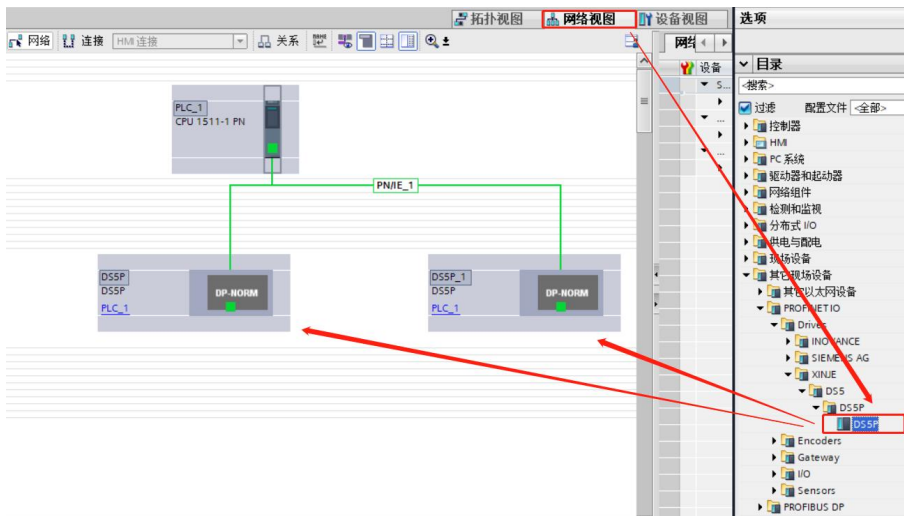 拓扑视图
网络视图
设备视图
选项
网络
连接
HMI 连接
关系
网络
目录
设备
<搜索>
S...
过滤
配置文件
<全部>
PLC_1
CPU 1511-1 PN
...
...
控制器
HMI
PC 系统
驱动器和起动器
网络组件
检测和监视
分布式 I/O
供电与配电
现场设备
其它现场设备
其它以太网设备
PROFINET IO
Drives
INOVANCE
SIEMENS AG
XINJE
DS5
DS5P
DS5P
Encoders
Gateway
I/O
Sensors
PROFIBUS DP
PN/IE_1
DS5P
DS5P
PLC_1
DP-NORM
DS5P_1
DS5P
PLC_1
DP-NORM